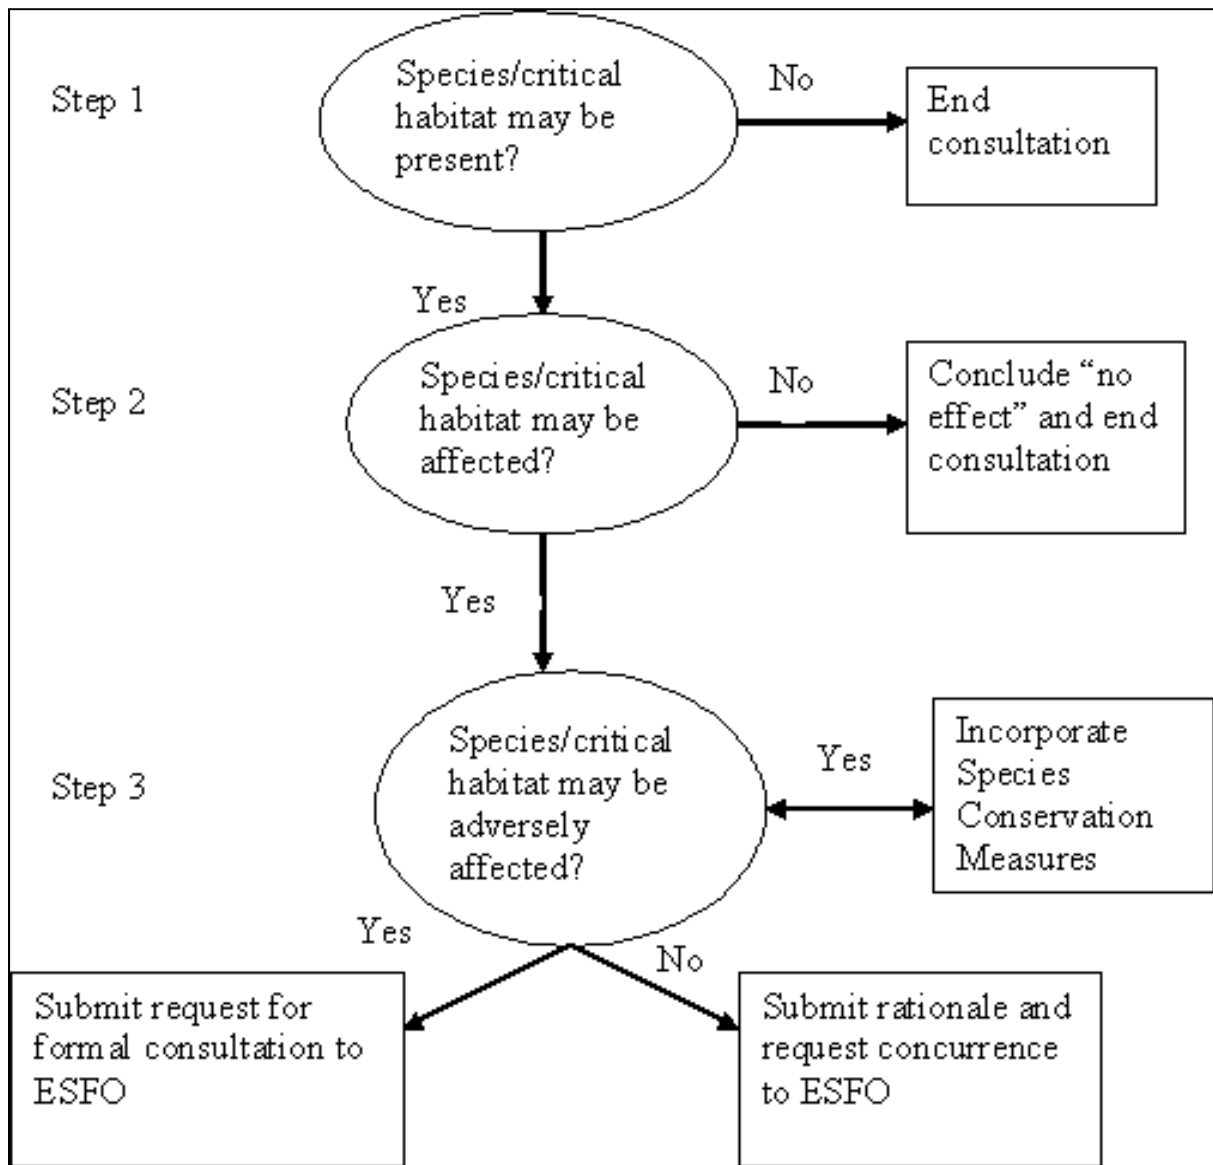 Step 1
Species/critical
habitat may be
present?
No
End
consultation
Yes
Step 2
Species/critical
habitat may be
affected?
No
Conclude “no
effect” and end
consultation
Yes
Step 3
Species/critical
habitat may be
adversely
affected?
Yes
Incorporate
Species
Conservation
Measures
Yes
No
Submit request for
formal consultation to
ESFO
Submit rationale and
request concurrence
to ESFO